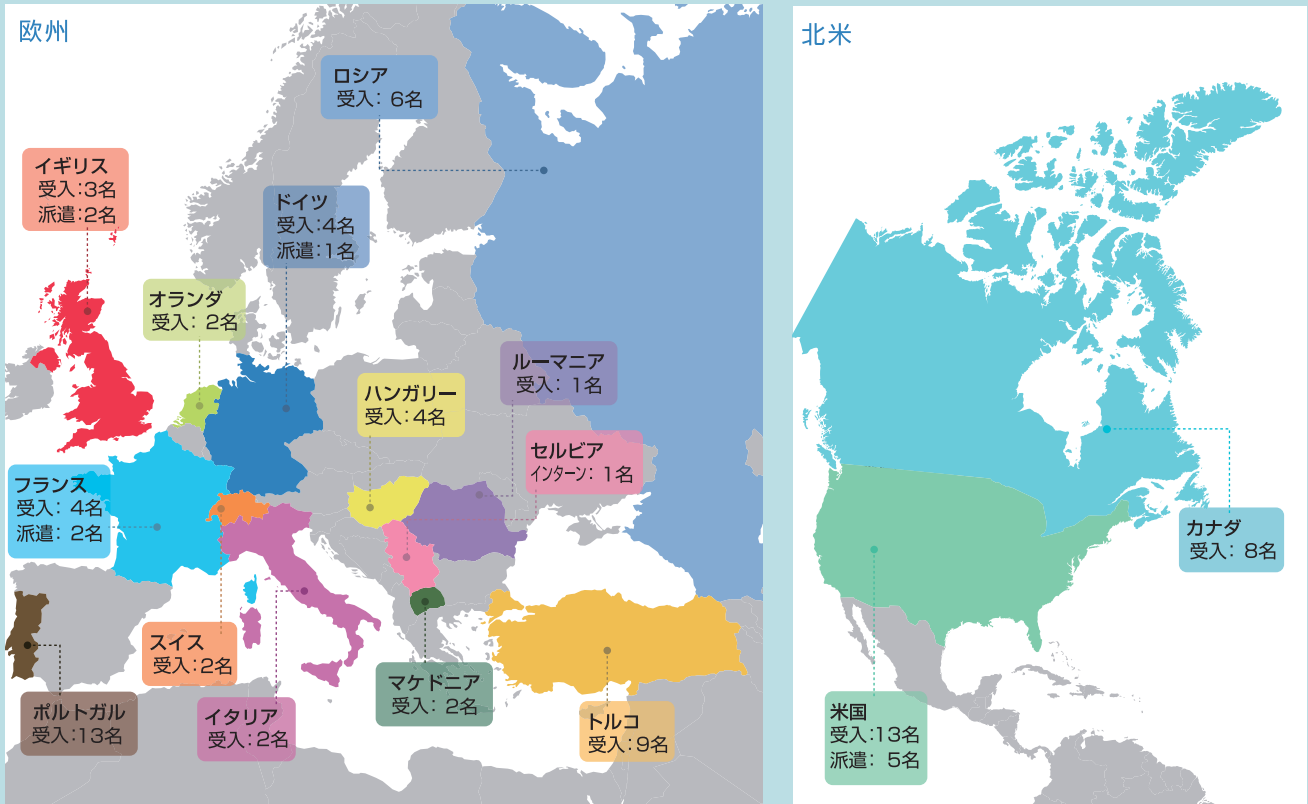 欧州
ロシア
受入: 6名
イギリス
受入:3名
派遣:2名
ドイツ
受入:4名
派遣:1名
オランダ
受入: 2名
ルーマニア
受入: 1名
ハンガリー
受入:4名
セルビア
インターン: 1名
フランス
受入: 4名
派遣: 2名
スイス
受入:2名
マケドニア
受入: 2名
ポルトガル
受入:13名
イタリア
受入:2名
トルコ
受入:9名
北米
カナダ
受入: 8名
米国
受入:13名
派遣: 5名